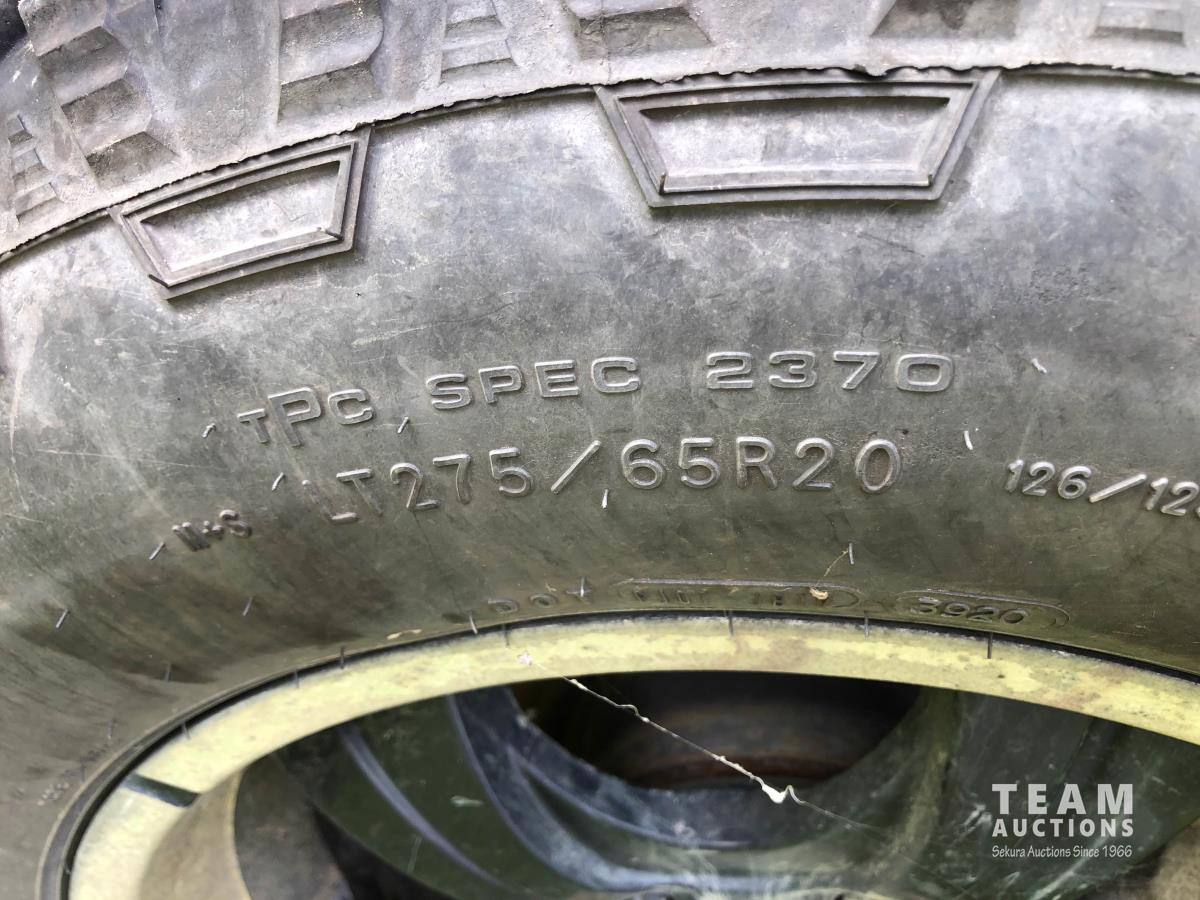 TPC SPEC 2370
LT275/65R20
M+S
126/12
DOT
3920
TEAM
AUCTIONS
Sekura Auctions Since 1966